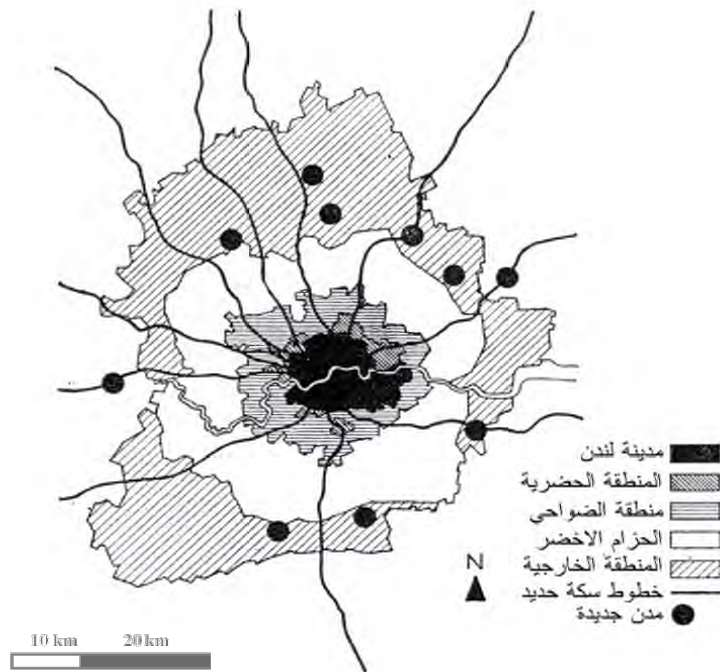 مدينة لندن
المنطقة الحضرية
منطقة الضواحي
الحزام الاخضر
المنطقة الخارجية
خطوط سكة حديد
مدن جديدة
N
10 km 20 km